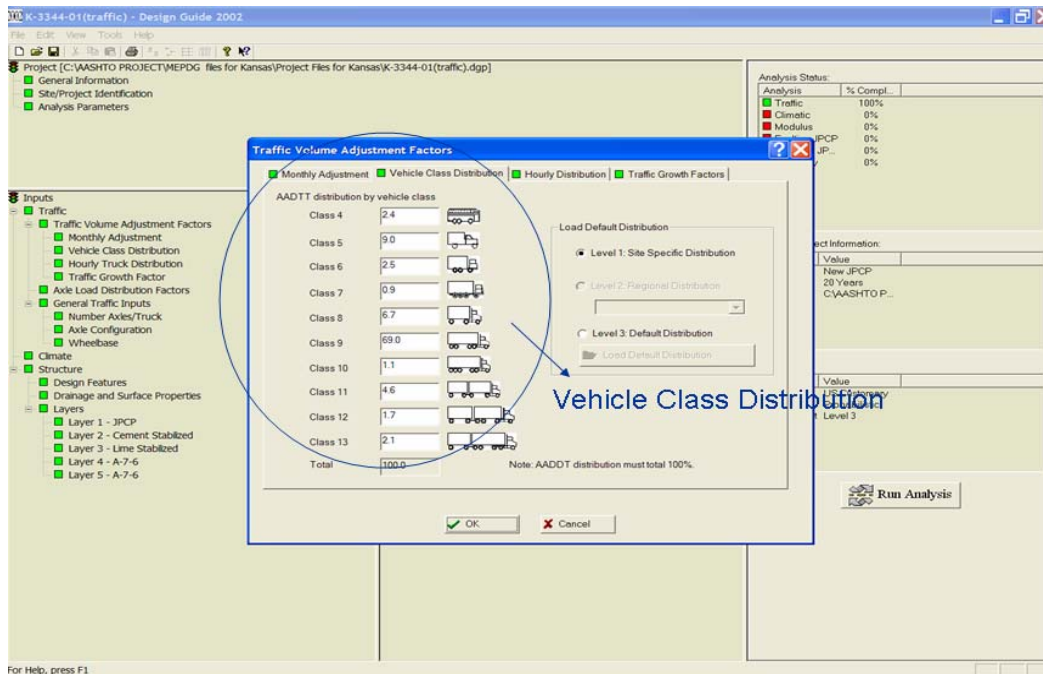 K-3344-01(traffic) - Design Guide 2002
File Edit View Tools Help
Project [C:\AASHTO PROJECT\MEPDG files for Kansas\Project Files for Kansas\K-3344-01(traffic).dgp]
General Information
Site/Project Identification
Analysis Parameters
Analysis Status:
Analysis % Compl...
Traffic 100%
Climatic 0%
Modulus 0%
JPCP 0%
JP... 0%
0%
Inputs
Traffic
Traffic Volume Adjustment Factors
Monthly Adjustment
Vehicle Class Distribution
Hourly Truck Distribution
Traffic Growth Factor
Axle Load Distribution Factors
General Traffic Inputs
Number Axles/Truck
Axle Configuration
Wheelbase
Climate
Structure
Design Features
Drainage and Surface Properties
Layers
Layer 1 - JPCP
Layer 2 - Cement Stabilized
Layer 3 - Lime Stabilized
Layer 4 - A-7-6
Layer 5 - A-7-6
Traffic Volume Adjustment Factors
Monthly Adjustment Vehicle Class Distribution Hourly Distribution Traffic Growth Factors
AADTT distribution by vehicle class
Class 4 2.4
Class 5 9.0
Class 6 2.5
Class 7 0.9
Class 8 6.7
Class 9 69.0
Class 10 1.1
Class 11 4.6
Class 12 1.7
Class 13 2.1
Total 100.0
Note: AADDT distribution must total 100%.
Load Default Distribution
Level 1: Site Specific Distribution
Level 2: Regional Distribution
Level 3: Default Distribution
Load Default Distribution
Vehicle Class Distribution
OK Cancel
ect Information:
Value
New JPCP
20 Years
C:\AASHTO P...
Value
US Customary
Level 3
Run Analysis
For Help, press F1